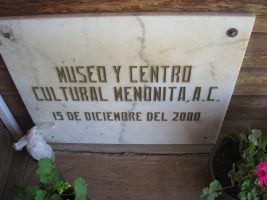 MUSEO Y CENTRO
CULTURAL MENONITA, A.C.
15 DE DICIEMBRE DEL 2000